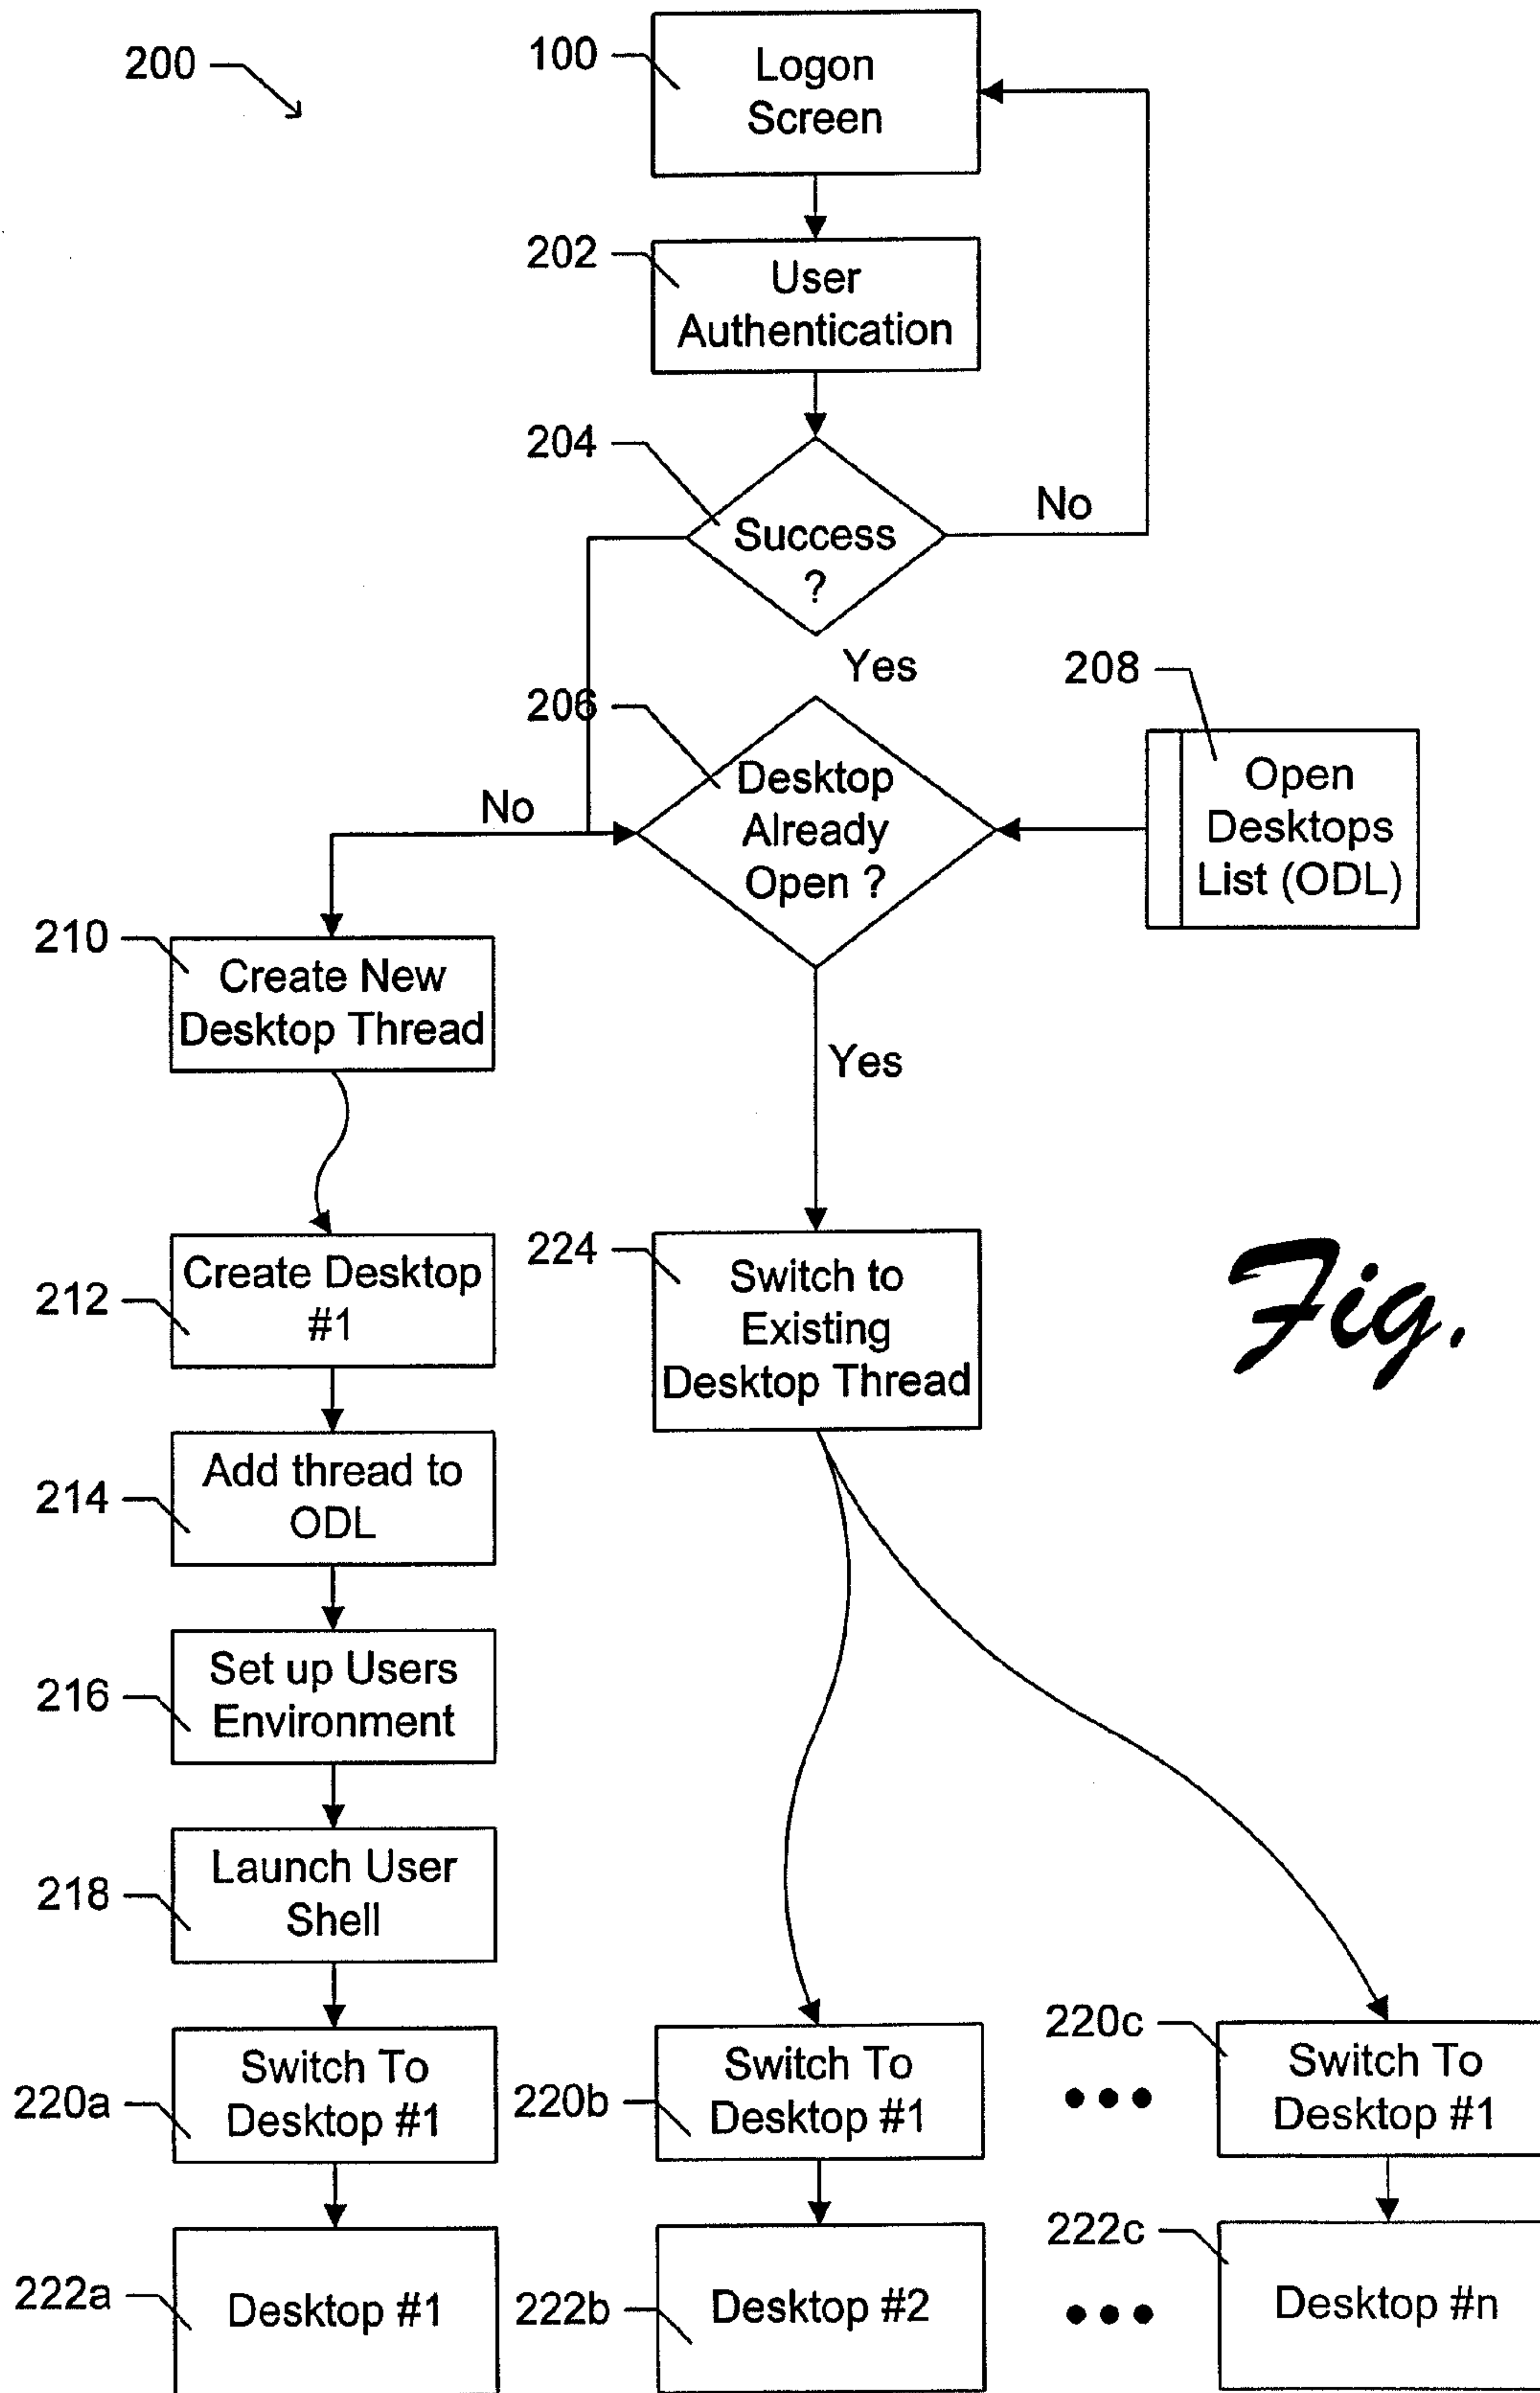 200
100
Logon
Screen
202
User
Authentication
204
Success
?
No
Yes
206
Desktop
Already
Open ?
208
Open
Desktops
List (ODL)
No
210
Create New
Desktop Thread
Yes
212
Create Desktop
#1
224
Switch to
Existing
Desktop Thread
Fig.
214
Add thread to
ODL
216
Set up Users
Environment
218
Launch User
Shell
220a
Switch To
Desktop #1
220b
Switch To
Desktop #1
•••
220c
Switch To
Desktop #1
222a
Desktop #1
222b
Desktop #2
•••
222c
Desktop #n